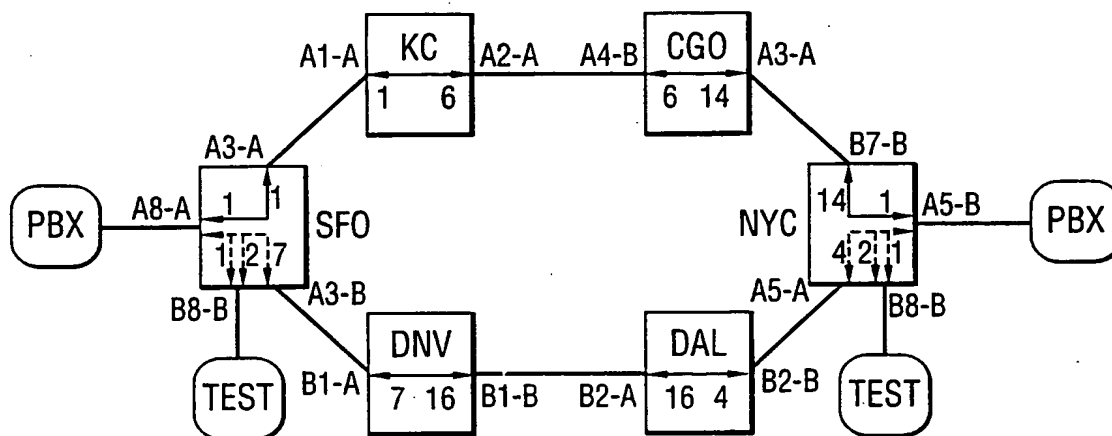 KC
CGO
A1-A
A2-A
A4-B
A3-A
1 6
6 14
A3-A
B7-B
PBX
A8-A
1 1
SFO
NYC
14 1
A5-B
PBX
1 2 7
4 2 1
B8-B
A3-B
A5-A
B8-B
DNV
DAL
TEST
B1-A
7 16
B1-B
B2-A
16 4
B2-B
TEST